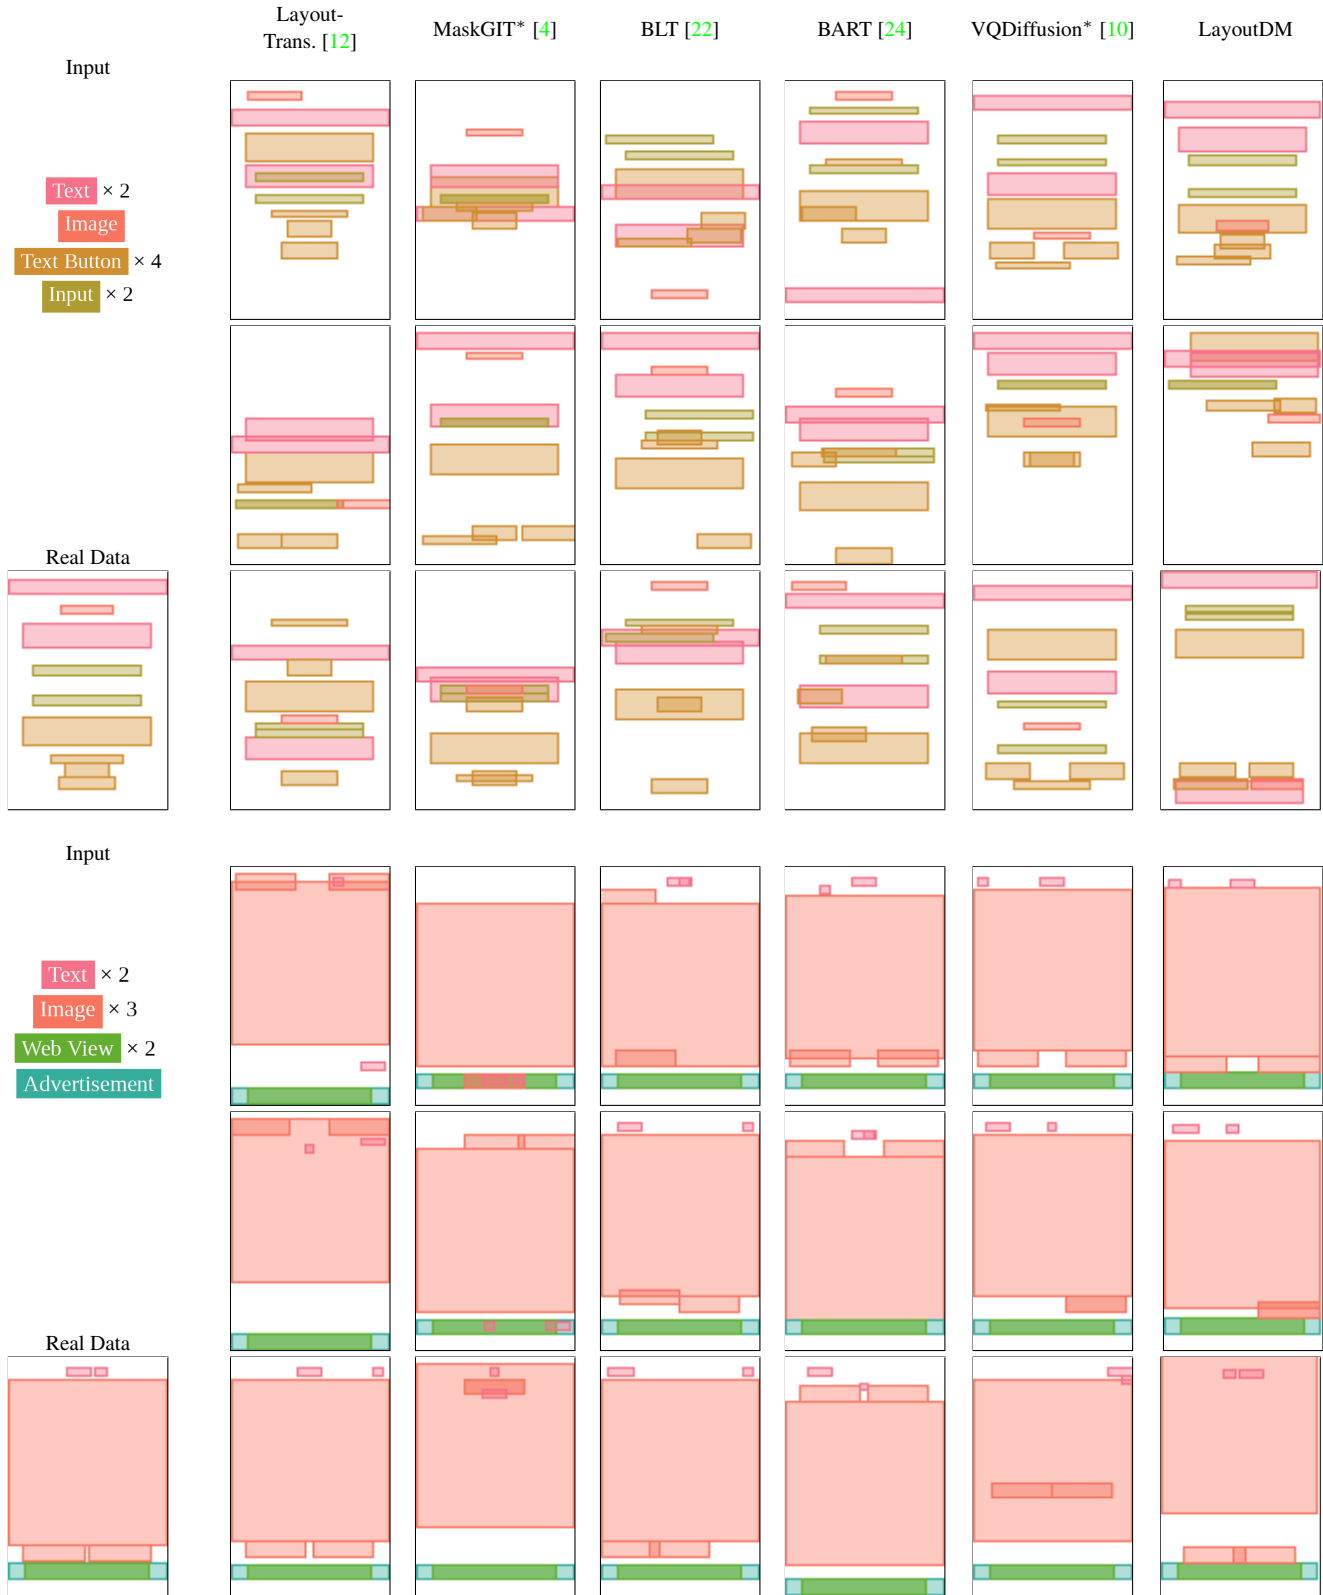 Layout-
Trans. [12]
MaskGIT* [4]
BLT [22]
BART [24]
VQDiffusion* [10]
LayoutDM
Input
Text × 2
Image
Text Button × 4
Input × 2
Real Data
Input
Text × 2
Image × 3
Web View × 2
Advertisement
Real Data